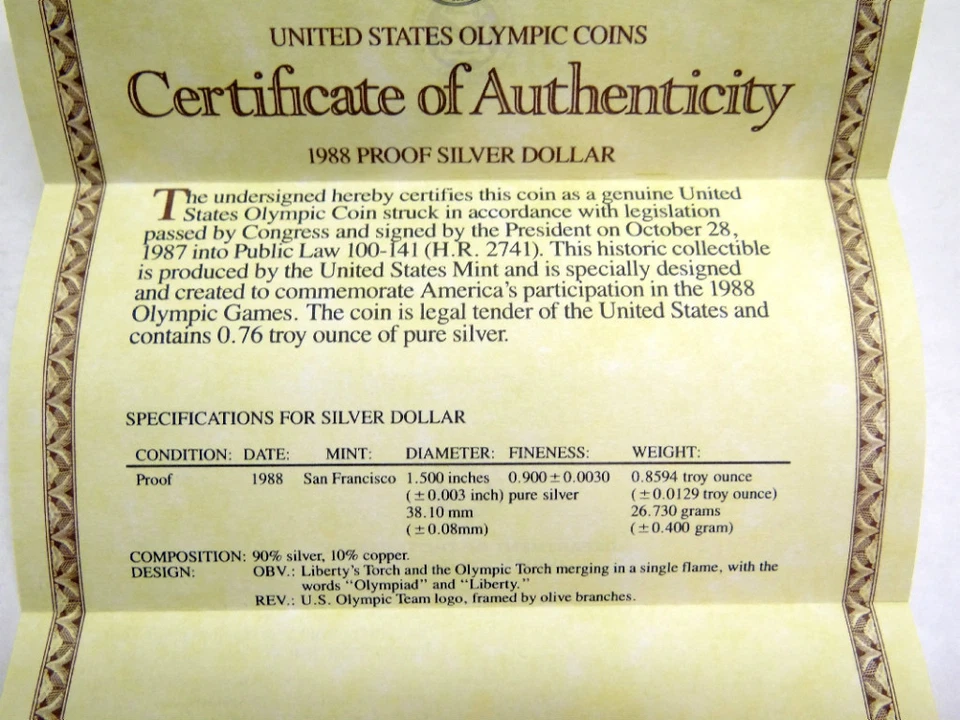 UNITED STATES OLYMPIC COINS
Certificate of Authenticity
1988 PROOF SILVER DOLLAR
The undersigned hereby certifies this coin as a genuine United
States Olympic Coin struck in accordance with legislation
passed by Congress and signed by the President on October 28,
1987 into Public Law 100-141 (H.R. 2741). This historic collectible
is produced by the United States Mint and is specially designed
and created to commemorate America's participation in the 1988
Olympic Games. The coin is legal tender of the United States and
contains 0.76 troy ounce of pure silver.
SPECIFICATIONS FOR SILVER DOLLAR
CONDITION: DATE: MINT: DIAMETER: FINENESS: WEIGHT:
Proof 1988 San Francisco 1.500 inches 0.900 ± 0.0030 0.8594 troy ounce
(±0.003 inch) pure silver (±0.0129 troy ounce)
38.10 mm 26.730 grams
(±0.08mm) (±0.400 gram)
COMPOSITION: 90% silver, 10% copper.
DESIGN: OBV.: Liberty's Torch and the Olympic Torch merging in a single flame, with the
words "Olympiad" and "Liberty."
REV.: U.S. Olympic Team logo, framed by olive branches.